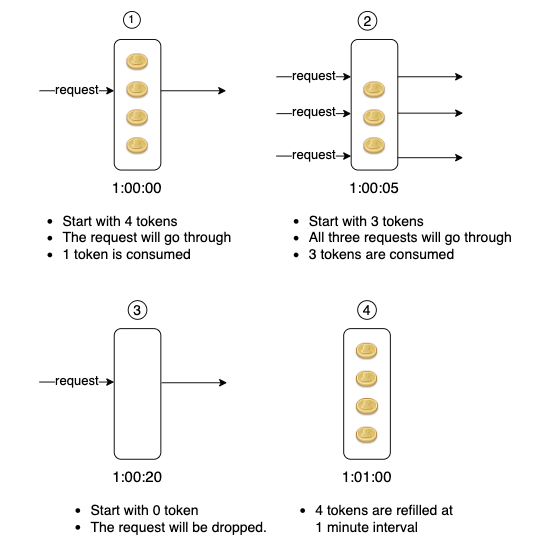 1
request
1:00:00
• Start with 4 tokens
• The request will go through
• 1 token is consumed
2
request
request
request
1:00:05
• Start with 3 tokens
• All three requests will go through
• 3 tokens are consumed
3
request
1:00:20
• Start with 0 token
• The request will be dropped.
4
1:01:00
• 4 tokens are refilled at
1 minute interval